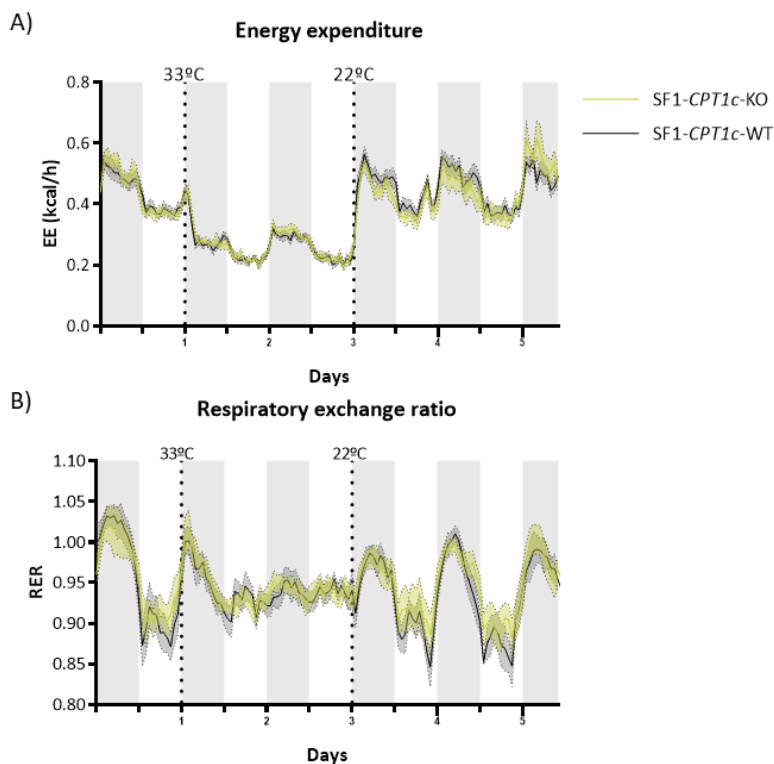 A)
Energy expenditure
33ºC
22ºC
SF1-CPT1c-KO
SF1-CPT1c-WT
EE (kcal/h)
0.8
0.6
0.4
0.2
0.0
1
2
3
4
5
Days
B)
Respiratory exchange ratio
33ºC
22ºC
RER
1.10
1.05
1.00
0.95
0.90
0.85
0.80
1
2
3
4
5
Days